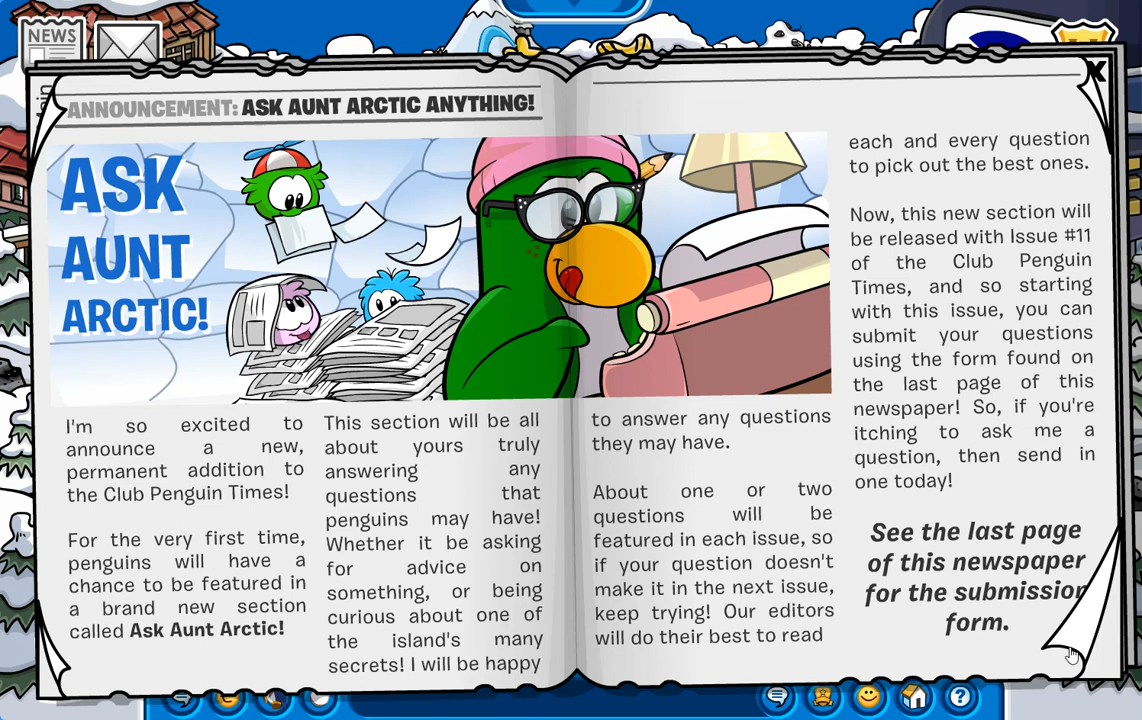 NEWS
ANNOUNCEMENT: ASK AUNT ARCTIC ANYTHING!
ASK
AUNT
ARCTIC!
I'm so excited to
announce a new,
permanent addition to
the Club Penguin Times!
For the very first time,
penguins will have a
chance to be featured in
a brand new section
called Ask Aunt Arctic!
This section will be all
about yours truly
answering any
questions that
penguins may have!
Whether it be asking
for advice on
something, or being
curious about one of
the island's many
secrets! I will be happy
to answer any questions
they may have.
About one or two
questions will be
featured in each issue, so
if your question doesn't
make it in the next issue,
keep trying! Our editors
will do their best to read
each and every question
to pick out the best ones.
Now, this new section will
be released with Issue #11
of the Club Penguin
Times, and so starting
with this issue, you can
submit your questions
using the form found on
the last page of this
newspaper! So, if you're
itching to ask me a
question, then send in
one today!
See the last page
of this newspaper
for the submission
form.
X
?